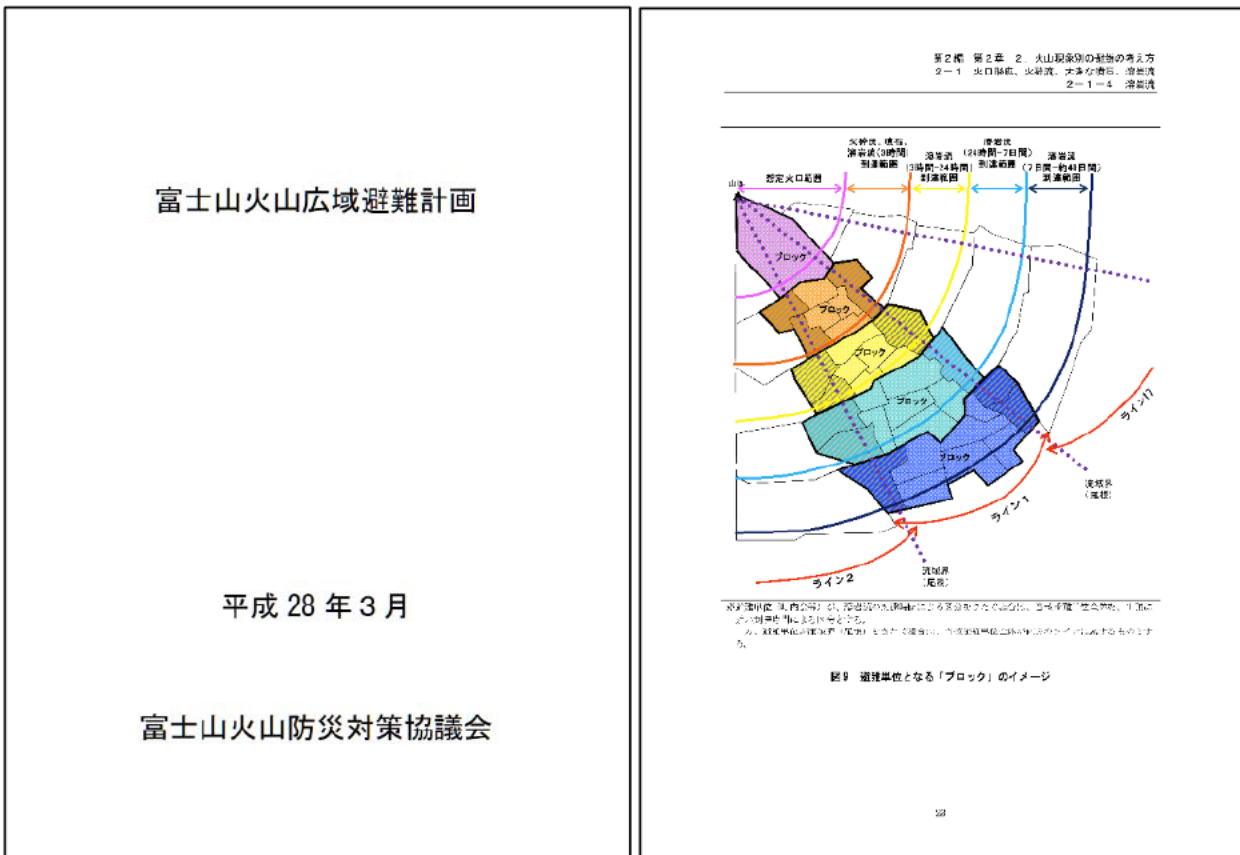 富士山火山広域避難計画
平成 28 年 3 月
富士山火山防災対策協議会
第2編 第2章 2. 火山現象別の避難の考え方
2-1 火口形成、火砕流、大きな噴石、溶岩流
2-1-4 溶岩流
火砕流、噴石、
溶岩流(3時間)
到達範囲
溶岩流
(3時間-24時間)
到達範囲
溶岩流
(24時間-7日間)
到達範囲
溶岩流
(7日間-約40日間)
到達範囲
想定火口範囲
ブロック
ブロック
ブロック
ブロック
ブロック
ライン17
ライン1
ライン2
流域界
(尾根)
流域界
(尾根)
図9 避難単位となる「ブロック」のイメージ